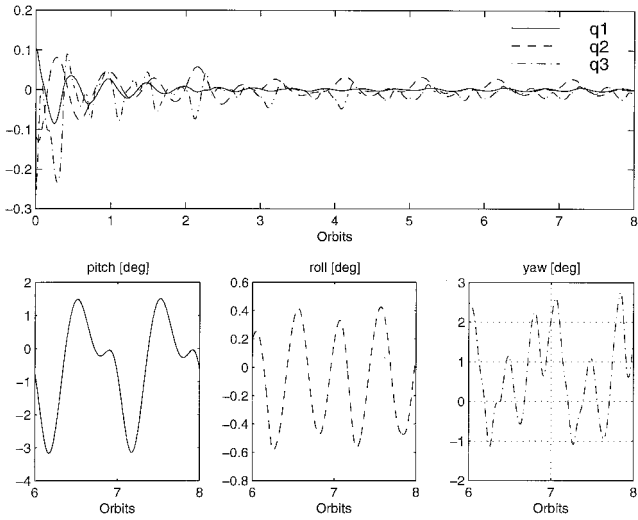 0.2
0.1
0
-0.1
-0.2
-0.3
q1
q2
q3
0 1 2 3 4 5 6 7 8
Orbits
pitch [deg]
2
1
0
-1
-2
-3
-4
6 7 8
Orbits
roll [deg]
0.6
0.4
0.2
0
-0.2
-0.4
-0.6
-0.8
6 7 8
Orbits
yaw [deg]
3
2
1
0
-1
-2
6 7 8
Orbits